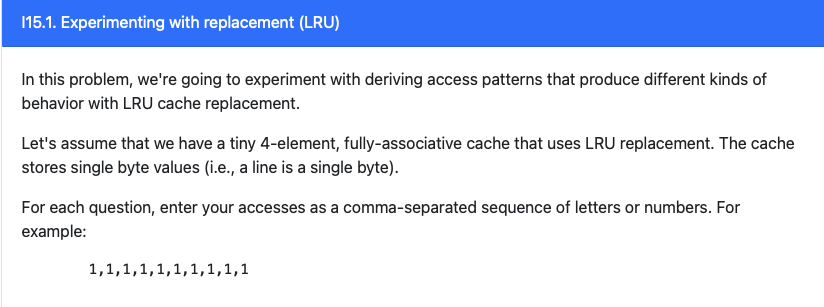 I15.1. Experimenting with replacement (LRU)
In this problem, we're going to experiment with deriving access patterns that produce different kinds of
behavior with LRU cache replacement.
Let's assume that we have a tiny 4-element, fully-associative cache that uses LRU replacement. The cache
stores single byte values (i.e., a line is a single byte).
For each question, enter your accesses as a comma-separated sequence of letters or numbers. For
example:
1,1,1,1,1,1,1,1,1,1